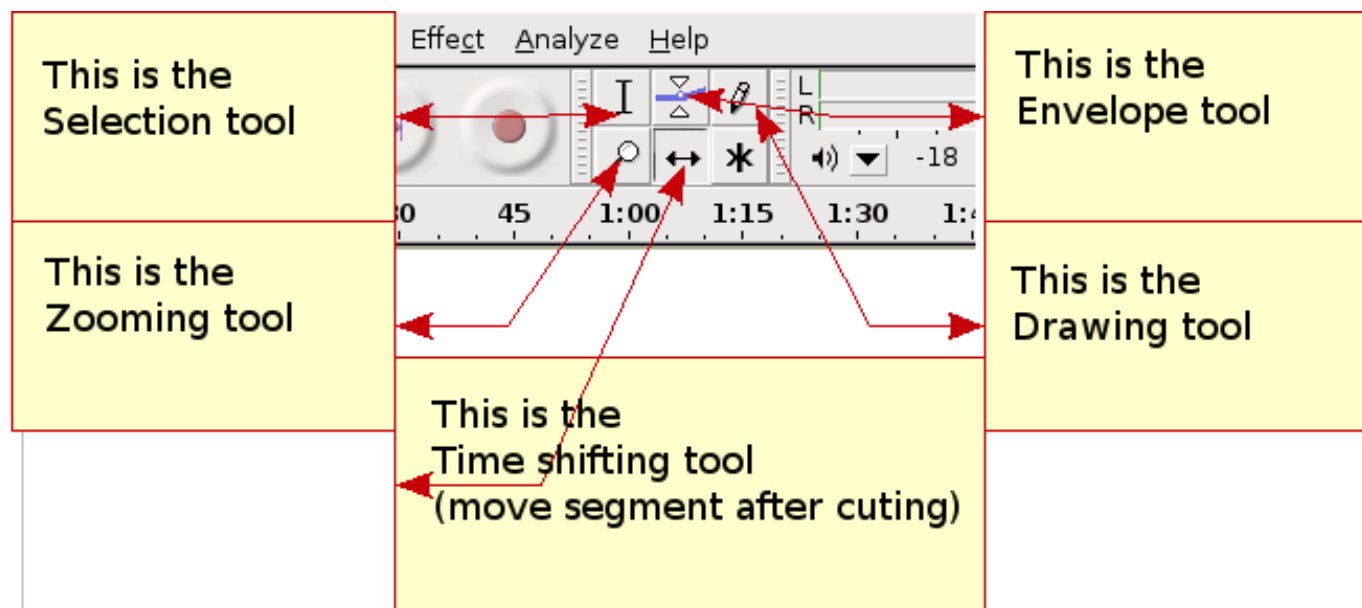 Effect Analyze Help
This is the
Selection tool
This is the
Envelope tool
L
R
-18
45 1:00 1:15 1:30
This is the
Zooming tool
This is the
Drawing tool
This is the
Time shifting tool
(move segment after cuting)